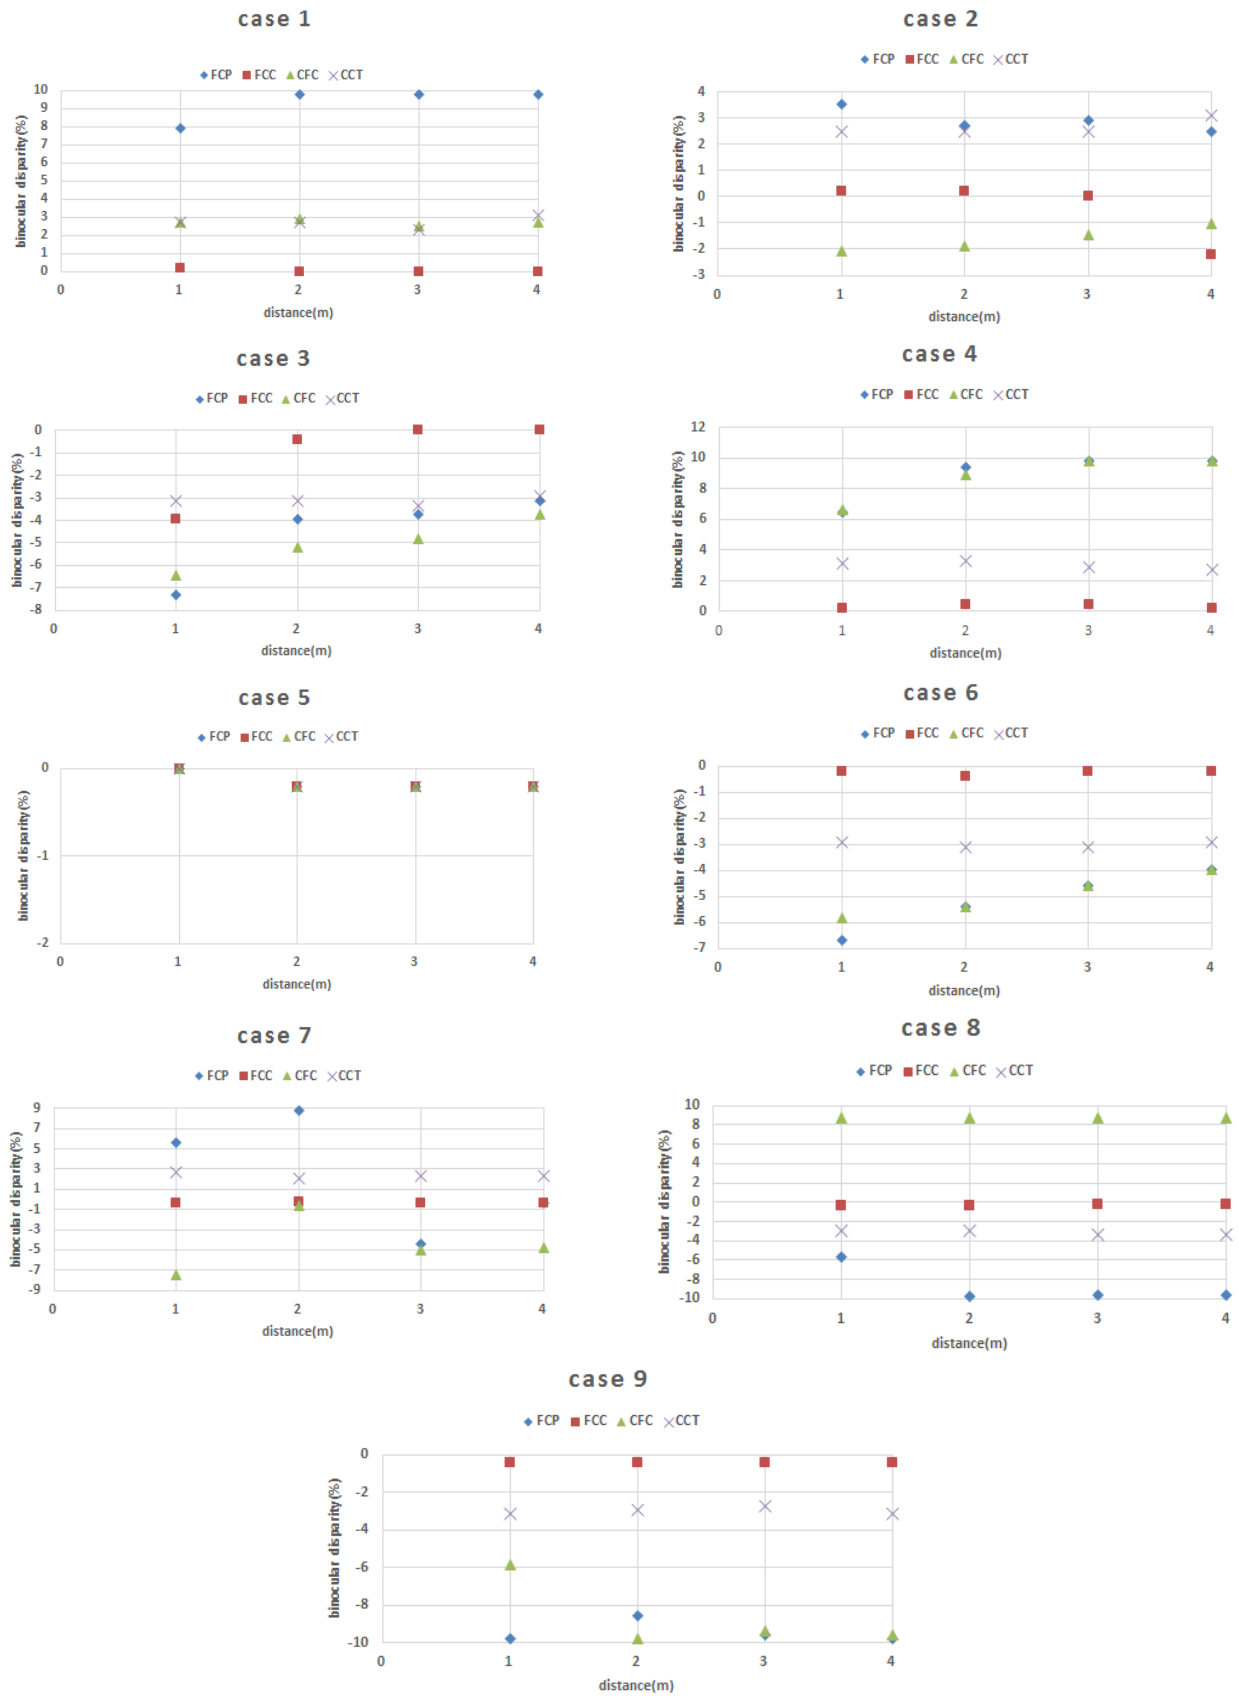 case 1
FCP FCC CFC CCT
10
9
8
7
6
5
4
3
2
1
0
binocular disparity(%)
0 1 2 3 4
distance(m)
case 2
FCP FCC CFC CCT
4
3
2
1
0
-1
-2
-3
binocular disparity(%)
0 1 2 3 4
distance(m)
case 3
FCP FCC CFC CCT
0
-1
-2
-3
-4
-5
-6
-7
-8
binocular disparity(%)
0 1 2 3 4
distance(m)
case 4
FCP FCC CFC CCT
12
10
8
6
4
2
0
binocular disparity(%)
0 1 2 3 4
distance(m)
case 5
FCP FCC CFC CCT
0
-1
-2
binocular disparity(%)
0 1 2 3 4
distance(m)
case 6
FCP FCC CFC CCT
0
-1
-2
-3
-4
-5
-6
-7
binocular disparity(%)
0 1 2 3 4
distance(m)
case 7
FCP FCC CFC CCT
9
7
5
3
1
-1
-3
-5
-7
-9
binocular disparity(%)
0 1 2 3 4
distance(m)
case 8
FCP FCC CFC CCT
10
8
6
4
2
0
-2
-4
-6
-8
-10
binocular disparity(%)
0 1 2 3 4
distance(m)
case 9
FCP FCC CFC CCT
0
-2
-4
-6
-8
-10
binocular disparity(%)
0 1 2 3 4
distance(m)